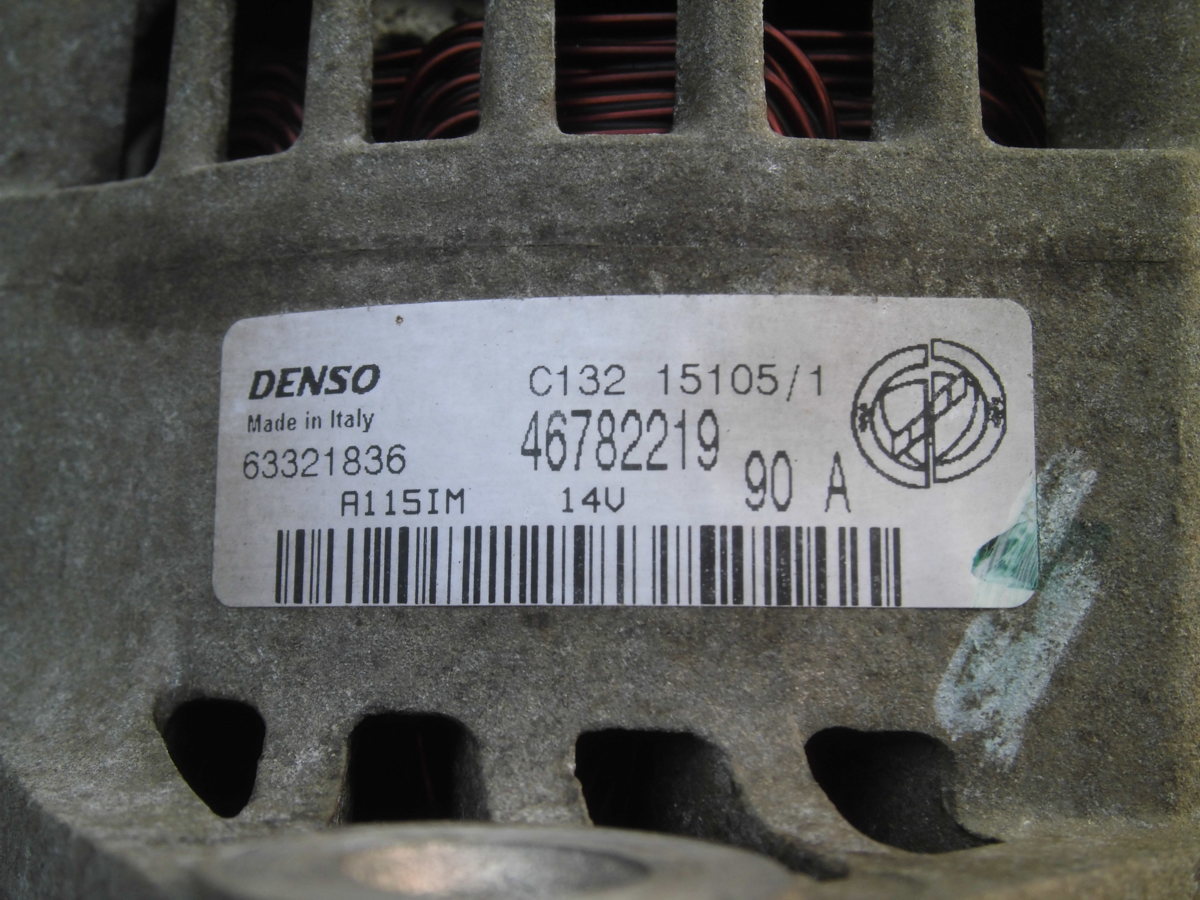 DENSO
Made in Italy
63321836
C132 15105/1
46782219
90 A
A115IM 14V